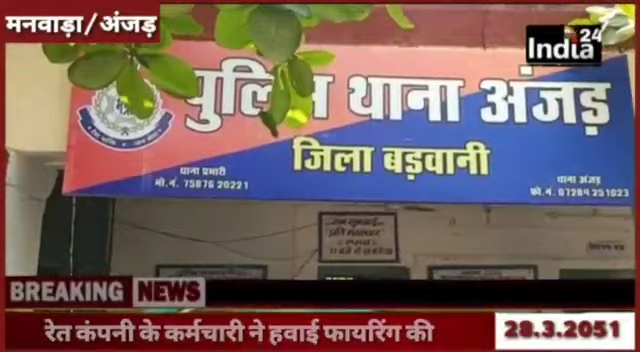 मनवाड़ा/अंजड़
India 24
पुलिस थाना अंजड़
जिला बड़वानी
थाना प्रभारी
मो.नं. 75876 20221
थाना अंजड़
फो.नं. 07284 251023
BREAKING NEWS
रेत कंपनी के कर्मचारी ने हवाई फायरिंग की
28.3.2051